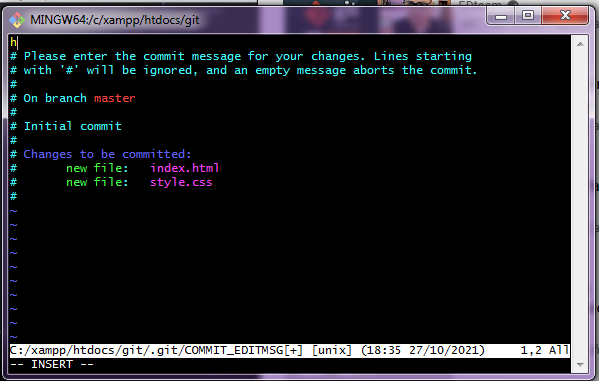 MINGW64:/c/xampp/htdocs/git
h
# Please enter the commit message for your changes. Lines starting
# with '#' will be ignored, and an empty message aborts the commit.
#
# On branch master
#
# Initial commit
#
# Changes to be committed:
#       new file:   index.html
#       new file:   style.css
#
~
~
~
~
~
~
~
~
~
~
C:/xampp/htdocs/git/.git/COMMIT_EDITMSG[+] [unix] (18:35 27/10/2021)     1,2 All
-- INSERT --